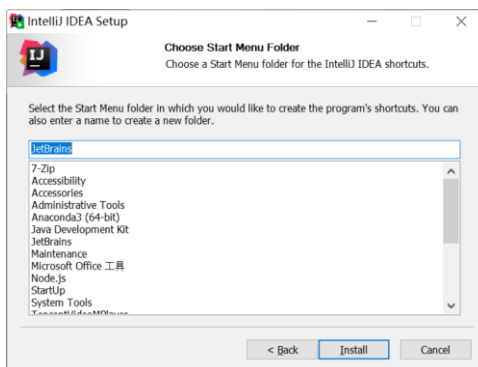 IntelliJ IDEA Setup
IJ
Choose Start Menu Folder
Choose a Start Menu folder for the IntelliJ IDEA shortcuts.
Select the Start Menu folder in which you would like to create the program's shortcuts. You can
also enter a name to create a new folder.
JetBrains
7-Zip
Accessibility
Accessories
Administrative Tools
Anaconda3 (64-bit)
Java Development Kit
JetBrains
Maintenance
Microsoft Office 工具
Node.js
StartUp
System Tools
TencentVideoMPlayer
< Back
Install
Cancel